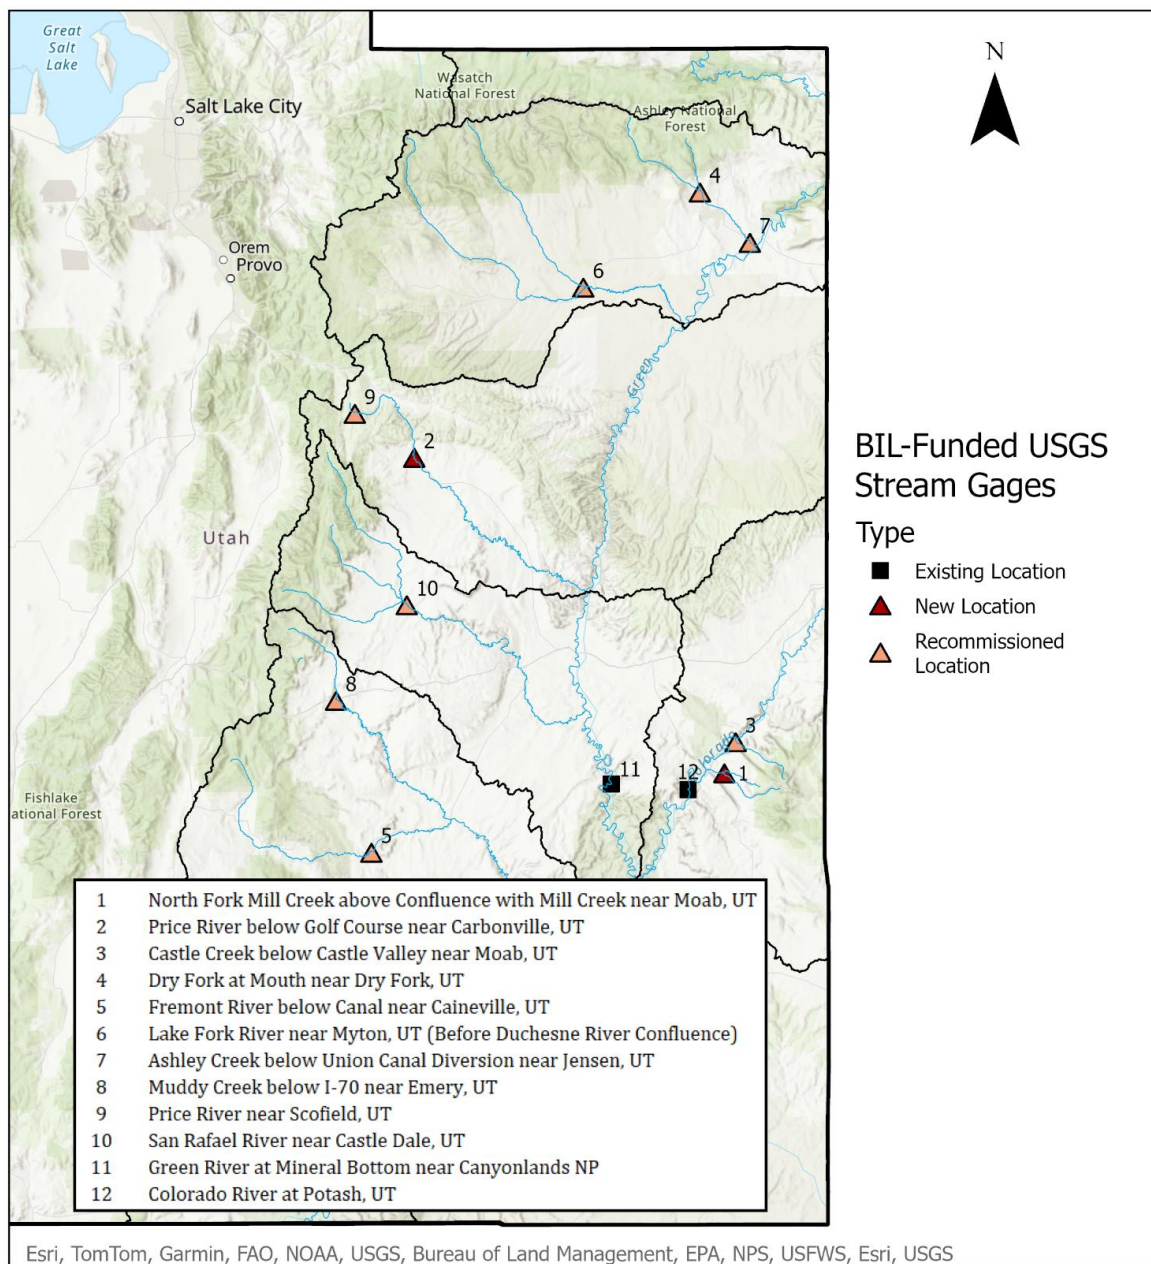 Great
Salt
Lake
Salt Lake City
Wasatch
National Forest
Ashley National
Forest
N
4
7
Orem
Provo
6
Green
9
2
Utah
10
8
3
Colorado
11
12
1
Fishlake
ational Forest
5
BIL-Funded USGS
Stream Gages
Type
Existing Location
New Location
Recommissioned
Location
1 North Fork Mill Creek above Confluence with Mill Creek near Moab, UT
2 Price River below Golf Course near Carbonville, UT
3 Castle Creek below Castle Valley near Moab, UT
4 Dry Fork at Mouth near Dry Fork, UT
5 Fremont River below Canal near Caineville, UT
6 Lake Fork River near Myton, UT (Before Duchesne River Confluence)
7 Ashley Creek below Union Canal Diversion near Jensen, UT
8 Muddy Creek below I-70 near Emery, UT
9 Price River near Scofield, UT
10 San Rafael River near Castle Dale, UT
11 Green River at Mineral Bottom near Canyonlands NP
12 Colorado River at Potash, UT
Esri, TomTom, Garmin, FAO, NOAA, USGS, Bureau of Land Management, EPA, NPS, USFWS, Esri, USGS